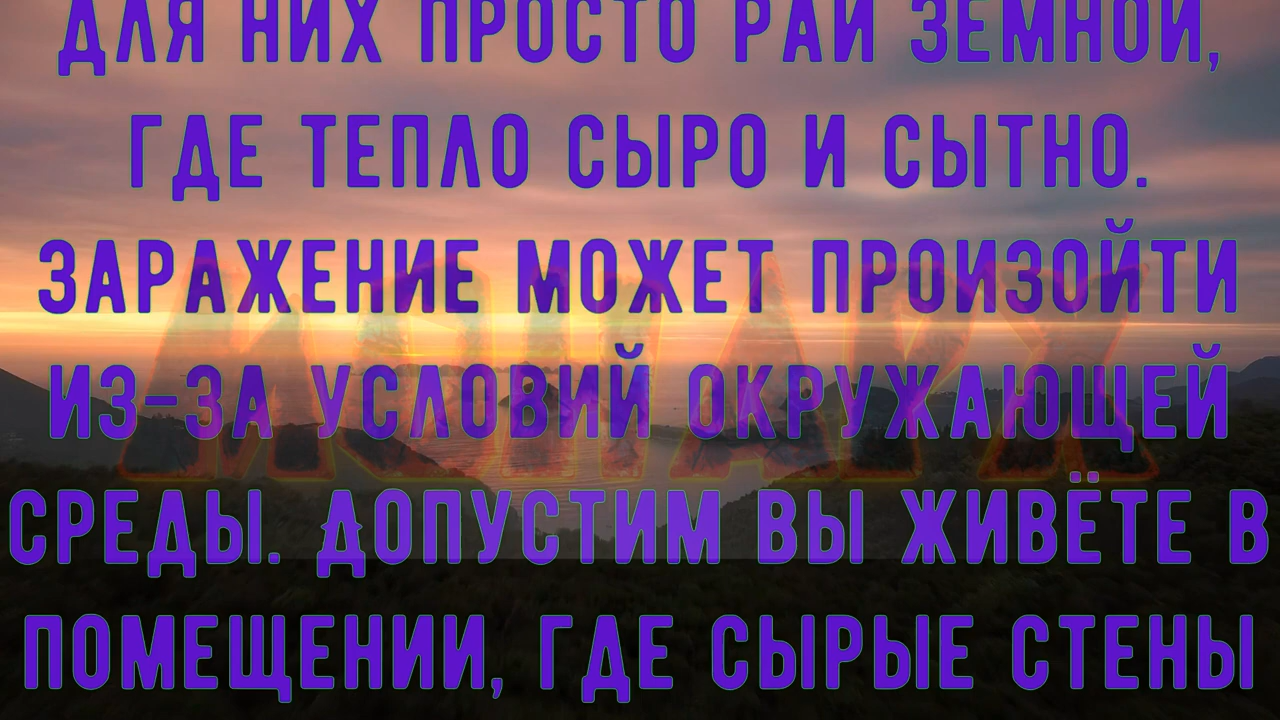 ДЛЯ НИХ ПРОСТО РАЙ ЗЕМНОЙ,
ГДЕ ТЕПЛО СЫРО И СЫТНО.
ЗАРАЖЕНИЕ МОЖЕТ ПРОИЗОЙТИ
ИЗ-ЗА УСЛОВИЙ ОКРУЖАЮЩЕЙ
СРЕДЫ. ДОПУСТИМ ВЫ ЖИВЁТЕ В
ПОМЕЩЕНИИ, ГДЕ СЫРЫЕ СТЕНЫ